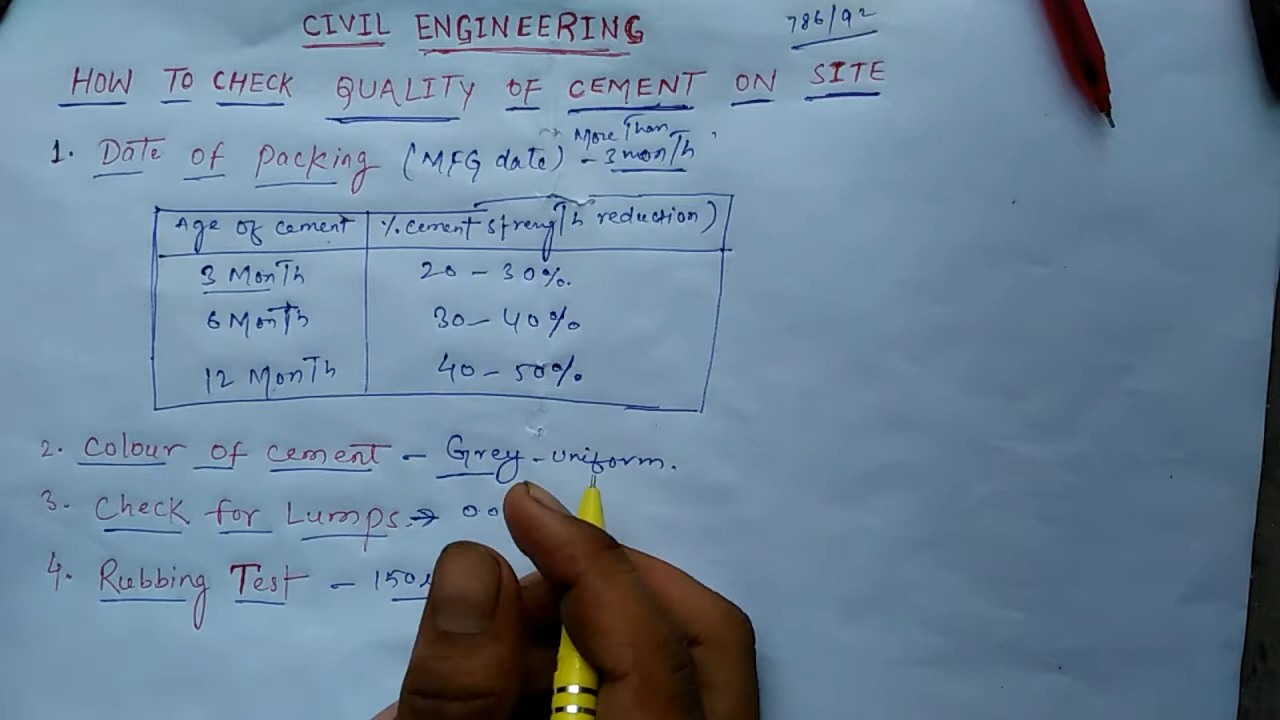 CIVIL ENGINEERING
786/92
HOW TO CHECK QUALITY OF CEMENT ON SITE
More Than
1. Date of packing (MFG date) - 3 month
Age of cement % cement strength reduction)
3 Month 20 - 30%.
6 Month 30 - 40%
12 Month 40 - 50%
2. Colour of cement - Grey - uniform.
3. Check for Lumps → 00
4. Rubbing Test - 150